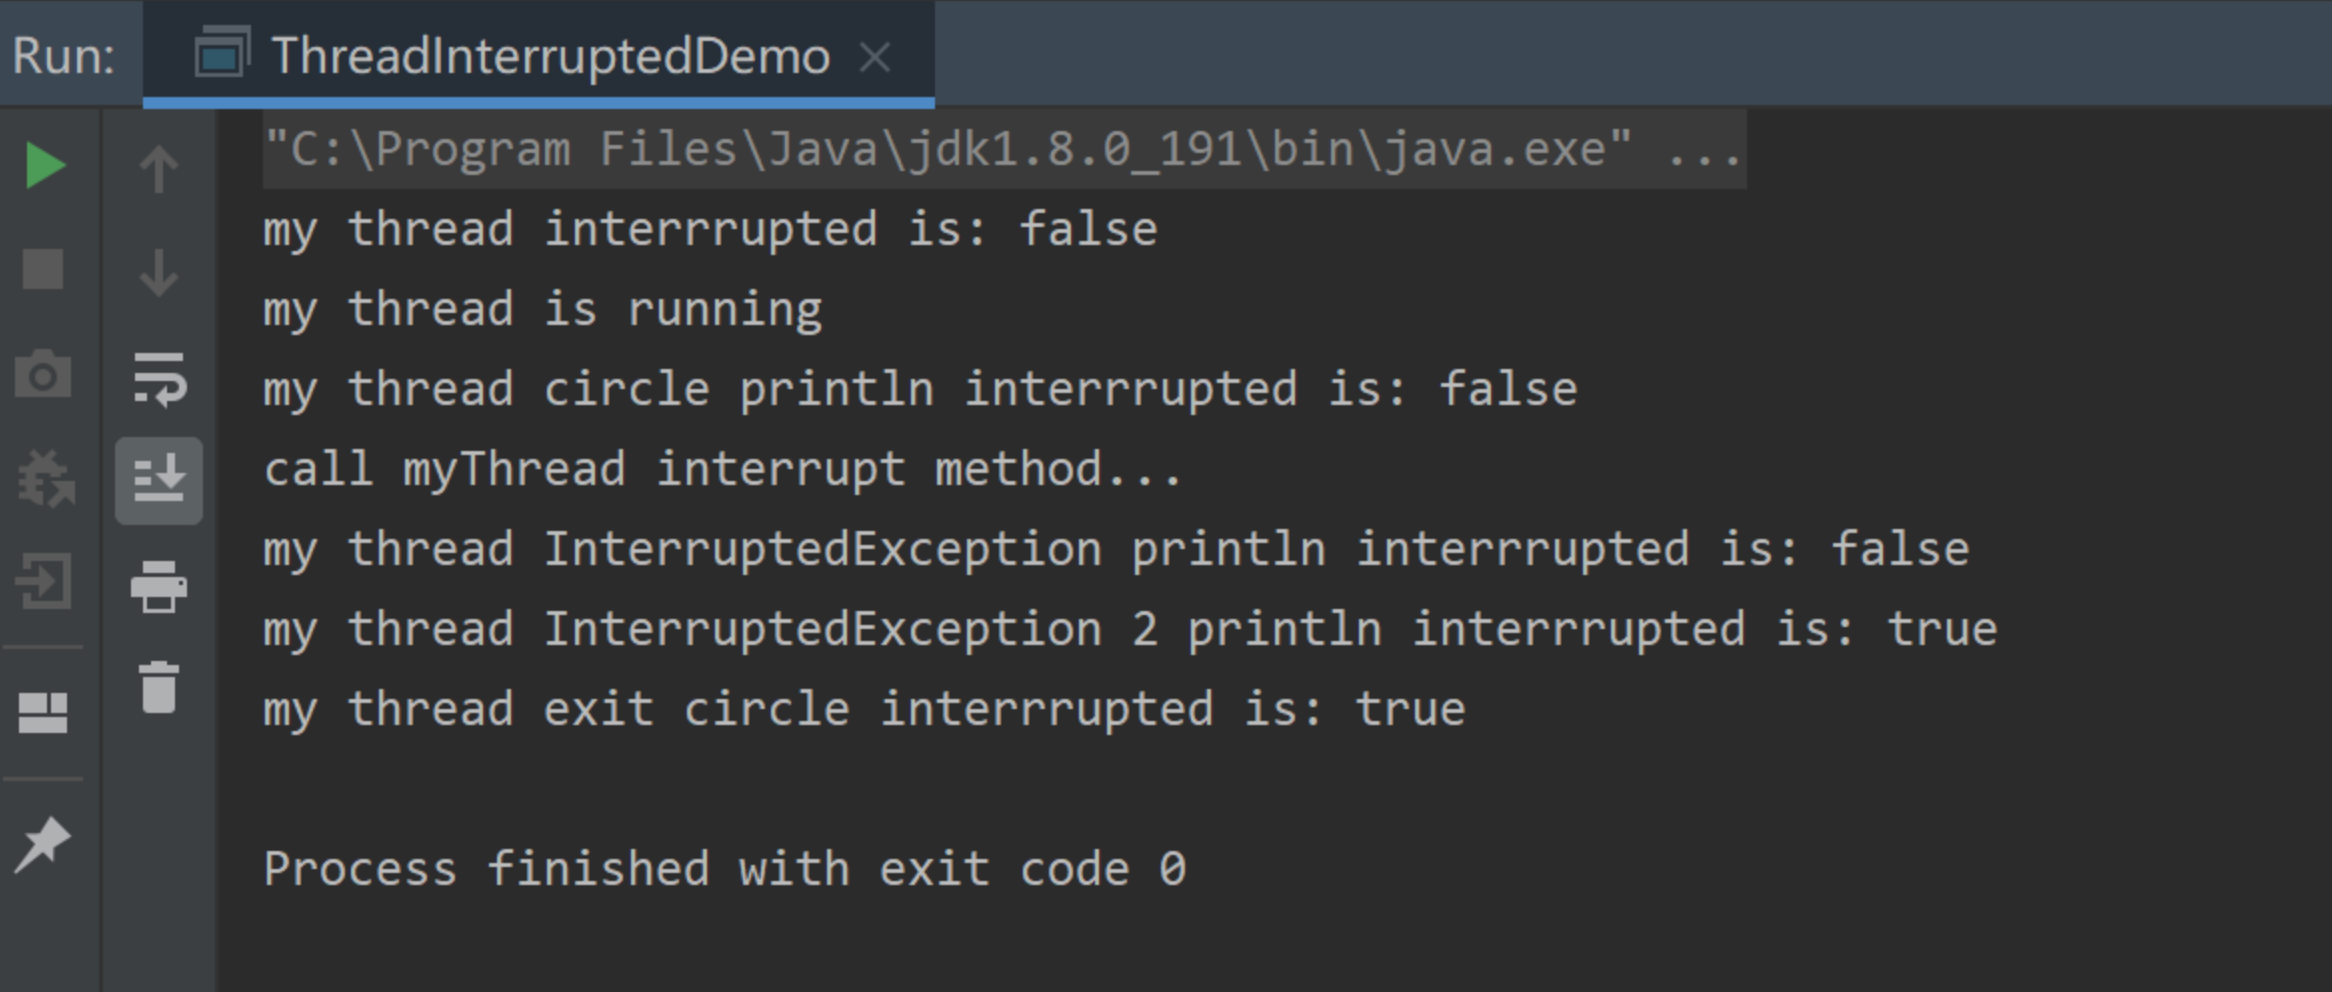 Run: ThreadInterruptedDemo
"C:\Program Files\Java\jdk1.8.0_191\bin\java.exe" ...
my thread interrrupted is: false
my thread is running
my thread circle println interrrupted is: false
call myThread interrupt method...
my thread InterruptedException println interrrupted is: false
my thread InterruptedException 2 println interrrupted is: true
my thread exit circle interrrupted is: true
Process finished with exit code 0